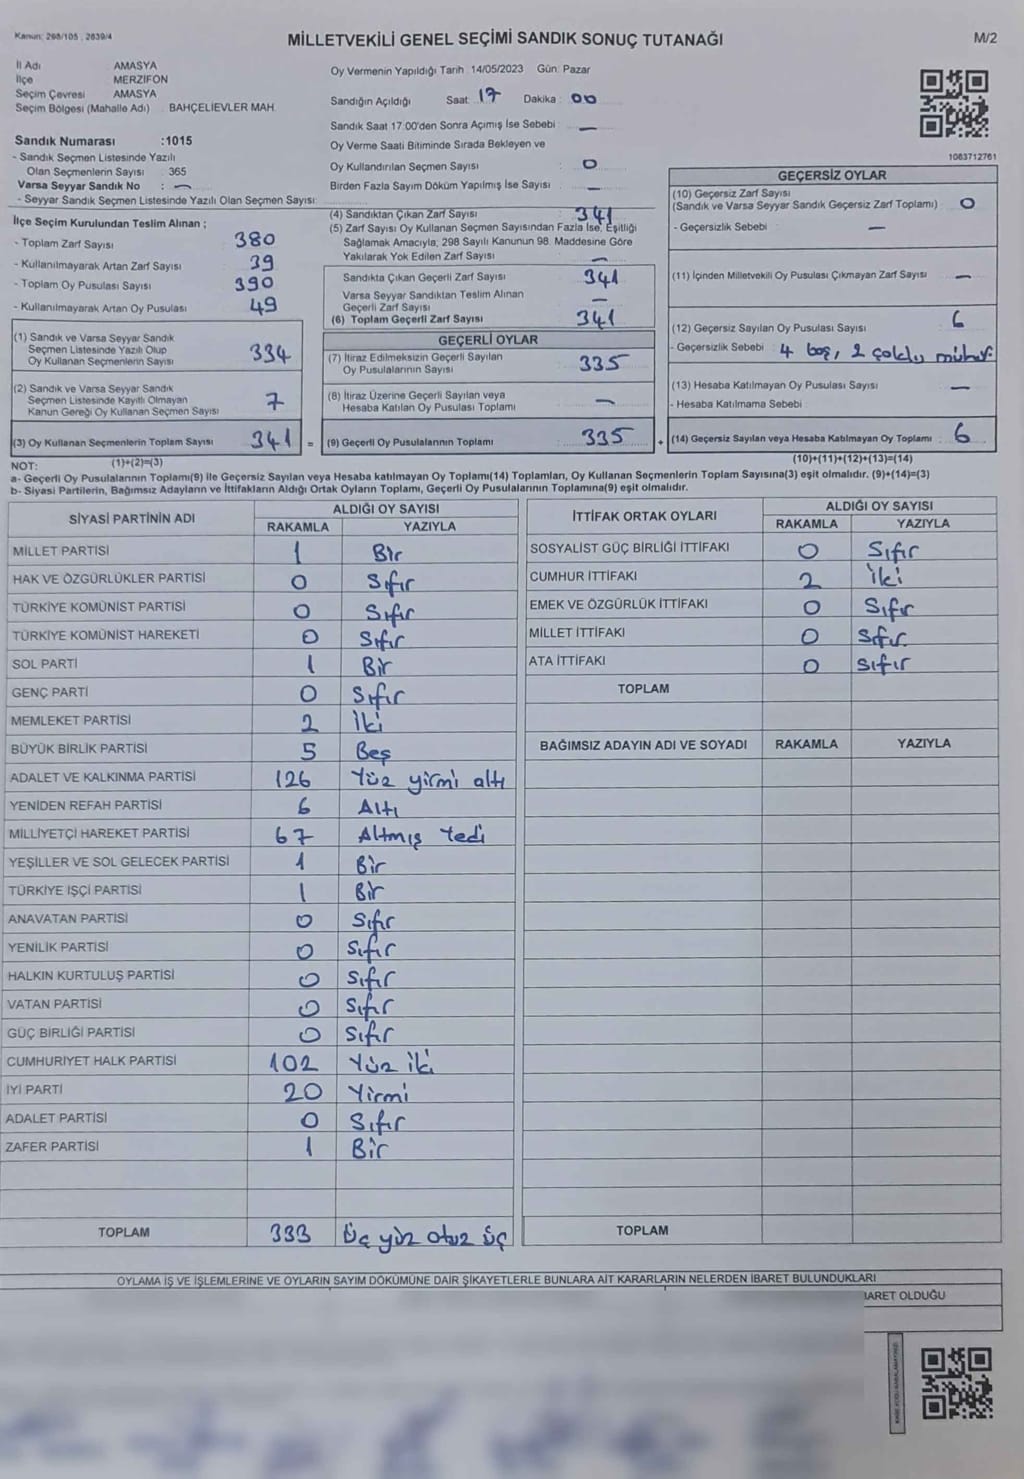 Kanun: 298/105 ; 2839/4
MİLLETVEKİLİ GENEL SEÇİMİ SANDIK SONUÇ TUTANAĞI
M/2
İl Adı AMASYA
İlçe MERZİFON
Seçim Çevresi AMASYA
Seçim Bölgesi (Mahalle Adı) BAHÇELİEVLER MAH.
Sandık Numarası :1015
- Sandık Seçmen Listesinde Yazılı
Olan Seçmenlerin Sayısı 365
Varsa Seyyar Sandık No : —
- Seyyar Sandık Seçmen Listesinde Yazılı Olan Seçmen Sayısı:
Oy Vermenin Yapıldığı Tarih 14/05/2023 Gün: Pazar
Sandığın Açıldığı Saat: 17 Dakika : 00
Sandık Saat 17:00'den Sonra Açımış İse Sebebi : —
Oy Verme Saati Bitiminde Sırada Bekleyen ve
Oy Kullandırılan Seçmen Sayısı : 0
Birden Fazla Sayım Döküm Yapılmış İse Sayısı : —
1063712761
İlçe Seçim Kurulundan Teslim Alınan ;
- Toplam Zarf Sayısı 380
- Kullanılmayarak Artan Zarf Sayısı 39
- Toplam Oy Pusulası Sayısı 390
- Kullanılmayarak Artan Oy Pusulası 49
(1) Sandık ve Varsa Seyyar Sandık
Seçmen Listesinde Yazılı Olup
Oy Kullanan Seçmenlerin Sayısı 334
(2) Sandık ve Varsa Seyyar Sandık
Seçmen Listesinde Kayıtlı Olmayan
Kanun Gereği Oy Kullanan Seçmen Sayısı 7
(3) Oy Kullanan Seçmenlerin Toplam Sayısı 341 =
(4) Sandıktan Çıkan Zarf Sayısı : 341
(5) Zarf Sayısı Oy Kullanan Seçmen Sayısından Fazla İse, Eşitliği
Sağlamak Amacıyla, 298 Sayılı Kanunun 98. Maddesine Göre
Yakılarak Yok Edilen Zarf Sayısı : —
Sandıkta Çıkan Geçerli Zarf Sayısı : 341
Varsa Seyyar Sandıktan Teslim Alınan
Geçerli Zarf Sayısı : —
(6) Toplam Geçerli Zarf Sayısı : 341
GEÇERLİ OYLAR
(7) İtiraz Edilmeksizin Geçerli Sayılan
Oy Pusulalarının Sayısı : 335
(8) İtiraz Üzerine Geçerli Sayılan veya
Hesaba Katılan Oy Pusulası Toplamı : —
(9) Geçerli Oy Pusulalarının Toplamı : 335 +
GEÇERSİZ OYLAR
(10) Geçersiz Zarf Sayısı
(Sandık ve Varsa Seyyar Sandık Geçersiz Zarf Toplamı) : 0
- Geçersizlik Sebebi : —
(11) İçinden Milletvekili Oy Pusulası Çıkmayan Zarf Sayısı : —
(12) Geçersiz Sayılan Oy Pusulası Sayısı : 6
- Geçersizlik Sebebi : 4 boş, 2 çoklu mühür.
(13) Hesaba Katılmayan Oy Pusulası Sayısı : —
- Hesaba Katılmama Sebebi :
(14) Geçersiz Sayılan veya Hesaba Katılmayan Oy Toplamı : 6
NOT: (1)+(2)=(3) (10)+(11)+(12)+(13)=(14)
a- Geçerli Oy Pusulalarının Toplamı(9) ile Geçersiz Sayılan veya Hesaba katılmayan Oy Toplamı(14) Toplamları, Oy Kullanan Seçmenlerin Toplam Sayısına(3) eşit olmalıdır. (9)+(14)=(3)
b- Siyasi Partilerin, Bağımsız Adayların ve İttifakların Aldığı Ortak Oyların Toplamı, Geçerli Oy Pusulalarının Toplamına(9) eşit olmalıdır.
SİYASİ PARTİNİN ADI ALDIĞI OY SAYISI
RAKAMLA YAZIYLA
MİLLET PARTİSİ 1 Bir
HAK VE ÖZGÜRLÜKLER PARTİSİ 0 Sıfır
TÜRKİYE KOMÜNİST PARTİSİ 0 Sıfır
TÜRKİYE KOMÜNİST HAREKETİ 0 Sıfır
SOL PARTİ 1 Bir
GENÇ PARTİ 0 Sıfır
MEMLEKET PARTİSİ 2 İki
BÜYÜK BİRLİK PARTİSİ 5 Beş
ADALET VE KALKINMA PARTİSİ 126 Yüz yirmi altı
YENİDEN REFAH PARTİSİ 6 Altı
MİLLİYETÇİ HAREKET PARTİSİ 67 Altmış Yedi
YEŞİLLER VE SOL GELECEK PARTİSİ 1 Bir
TÜRKİYE İŞÇİ PARTİSİ 1 Bir
ANAVATAN PARTİSİ 0 Sıfır
YENİLİK PARTİSİ 0 Sıfır
HALKIN KURTULUŞ PARTİSİ 0 Sıfır
VATAN PARTİSİ 0 Sıfır
GÜÇ BİRLİĞİ PARTİSİ 0 Sıfır
CUMHURİYET HALK PARTİSİ 102 Yüz iki
İYİ PARTİ 20 Yirmi
ADALET PARTİSİ 0 Sıfır
ZAFER PARTİSİ 1 Bir
TOPLAM 333 Üç yüz otuz üç
İTTİFAK ORTAK OYLARI ALDIĞI OY SAYISI
RAKAMLA YAZIYLA
SOSYALİST GÜÇ BİRLİĞİ İTTİFAKI 0 Sıfır
CUMHUR İTTİFAKI 2 İki
EMEK VE ÖZGÜRLÜK İTTİFAKI 0 Sıfır
MİLLET İTTİFAKI 0 Sıfır
ATA İTTİFAKI 0 Sıfır
TOPLAM
BAĞIMSIZ ADAYIN ADI VE SOYADI RAKAMLA YAZIYLA
TOPLAM
OYLAMA İŞ VE İŞLEMLERİNE VE OYLARIN SAYIM DÖKÜMÜNE DAİR ŞİKAYETLERLE BUNLARA AİT KARARLARIN NELERDEN İBARET BULUNDUKLARI
BARET OLDUĞU